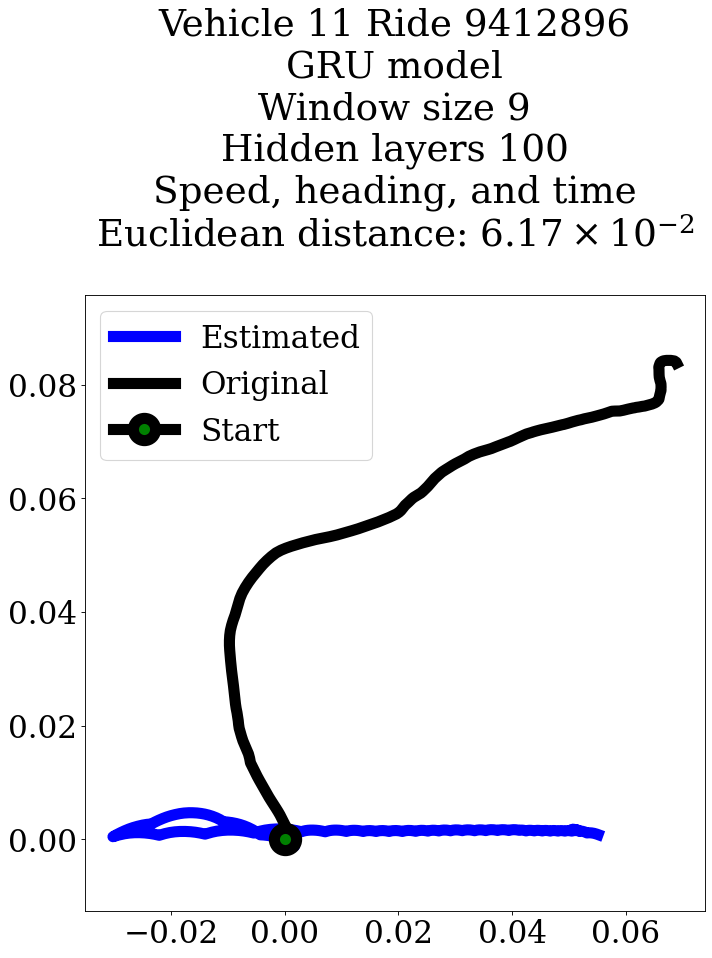 Vehicle 11 Ride 9412896
GRU model
Window size 9
Hidden layers 100
Speed, heading, and time
Euclidean distance: 6.17 × 10⁻²
Estimated
Original
Start
0.08
0.06
0.04
0.02
0.00
−0.02 0.00 0.02 0.04 0.06